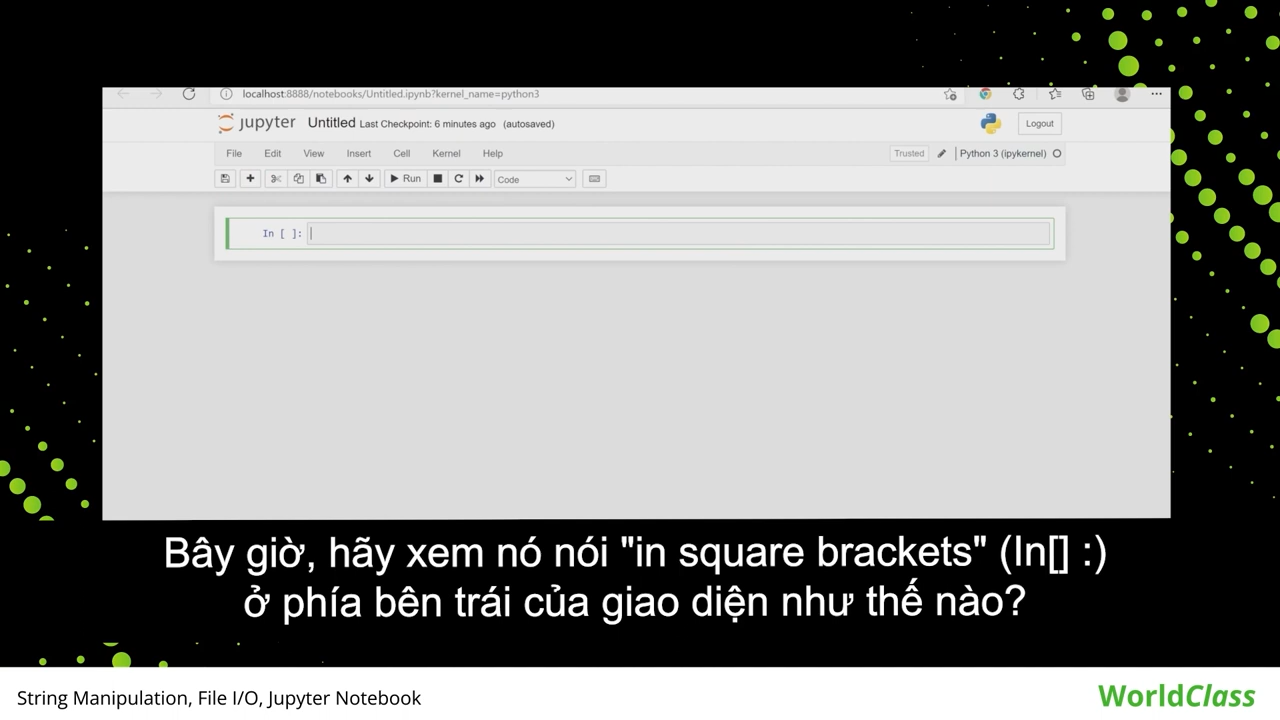 localhost:8888/notebooks/Untitled.ipynb?kernel_name=python3
jupyter Untitled Last Checkpoint: 6 minutes ago (autosaved) Logout
File Edit View Insert Cell Kernel Help Trusted Python 3 (ipykernel)
Run Code
In [ ]:
Bây giờ, hãy xem nó nói "in square brackets" (In[] :)
ở phía bên trái của giao diện như thế nào?
String Manipulation, File I/O, Jupyter Notebook
WorldClass